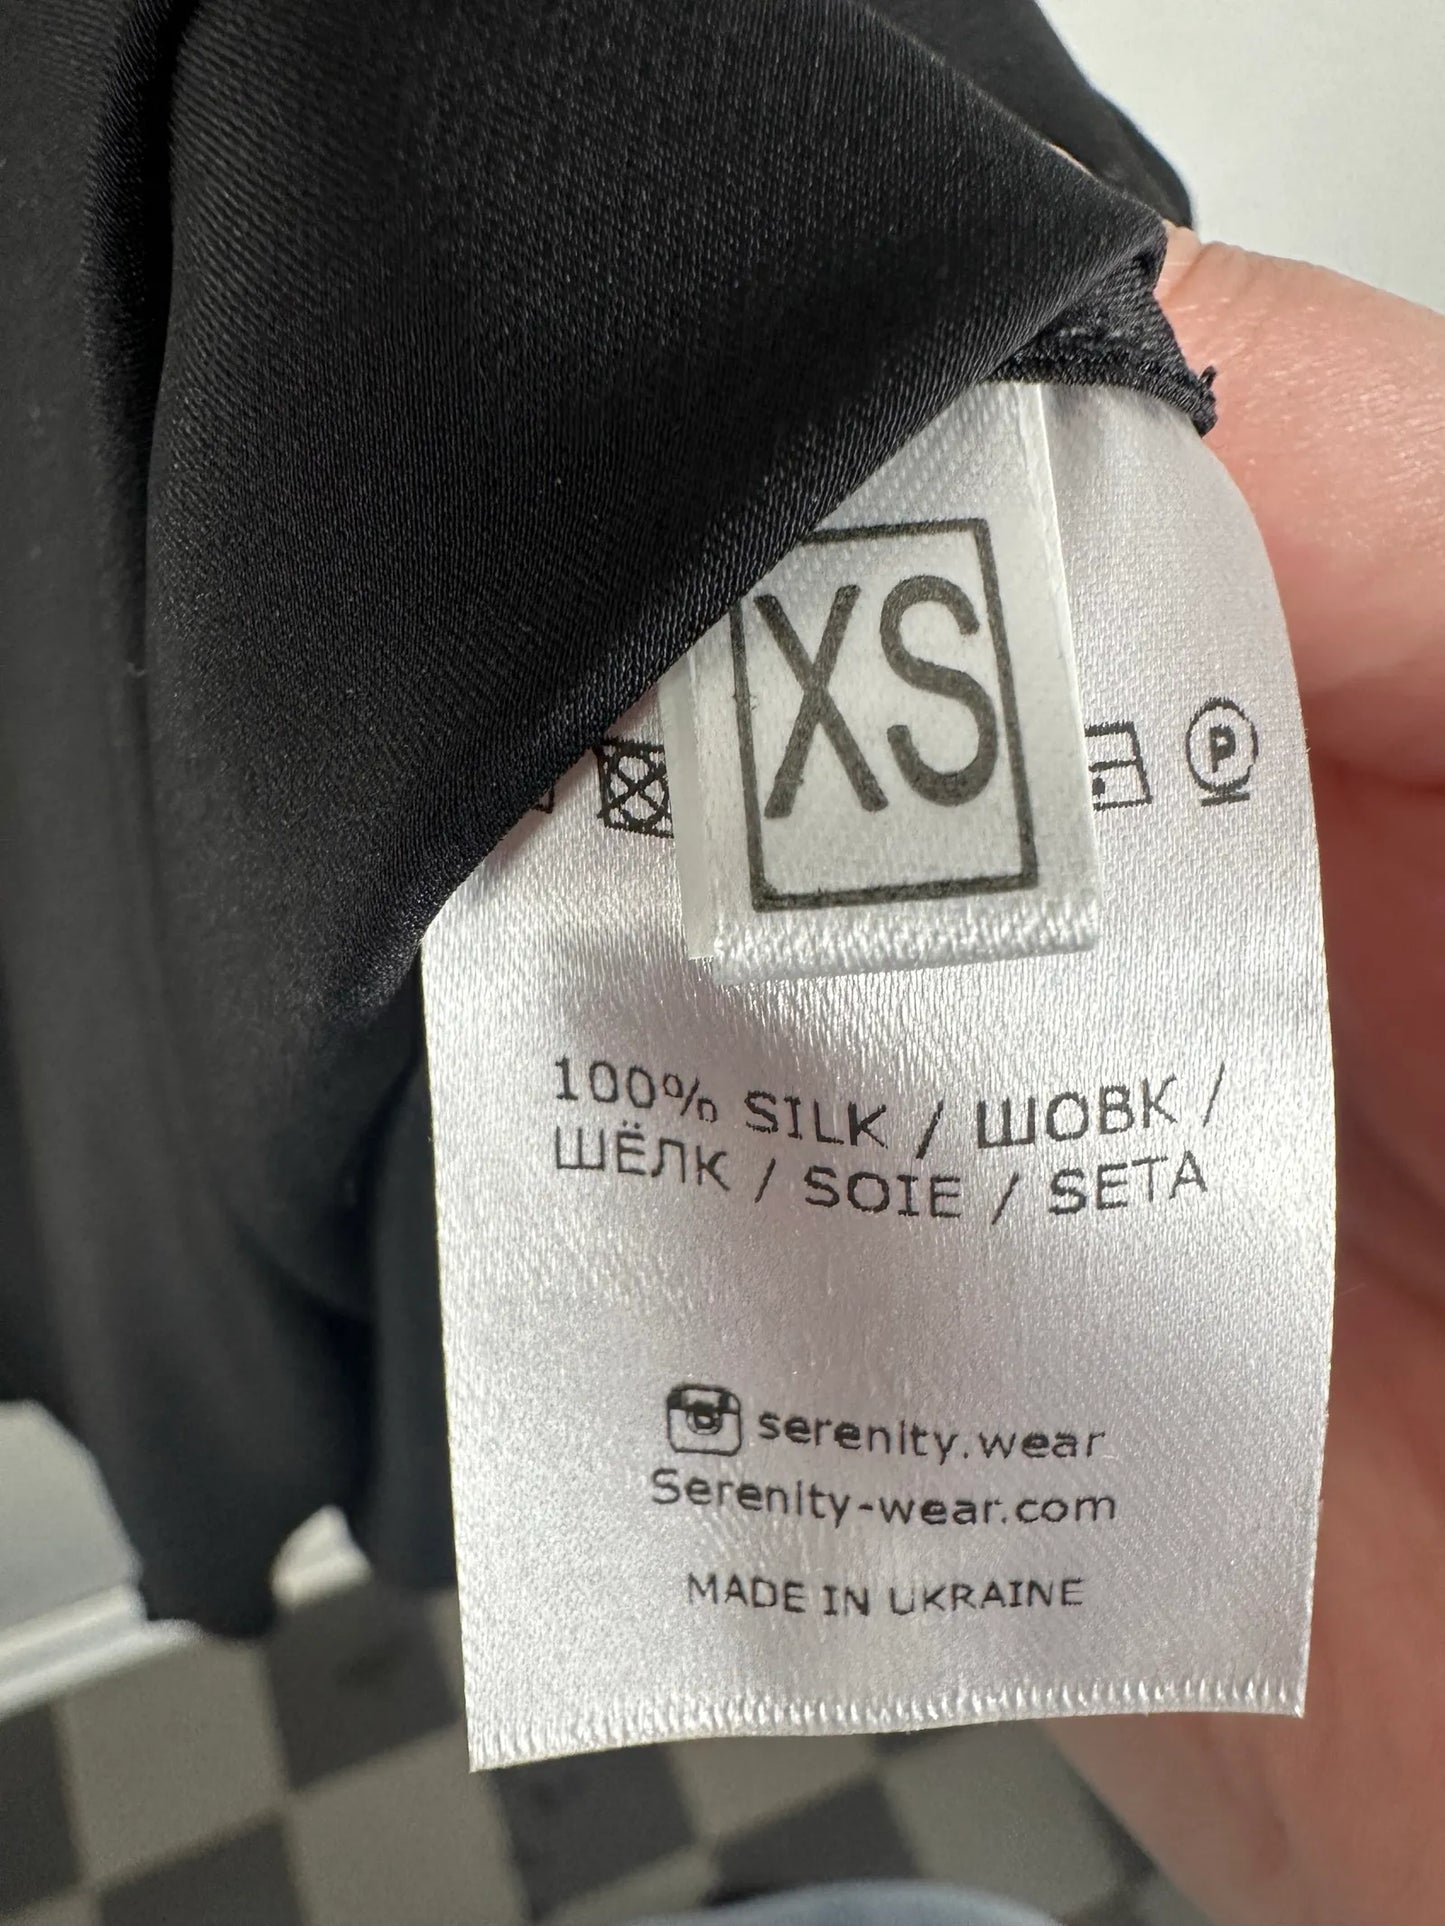 XS
P
100% SILK / ШОВК /
ШЁЛК / SOIE / SETA
serenity.wear
Serenity-wear.com
MADE IN UKRAINE